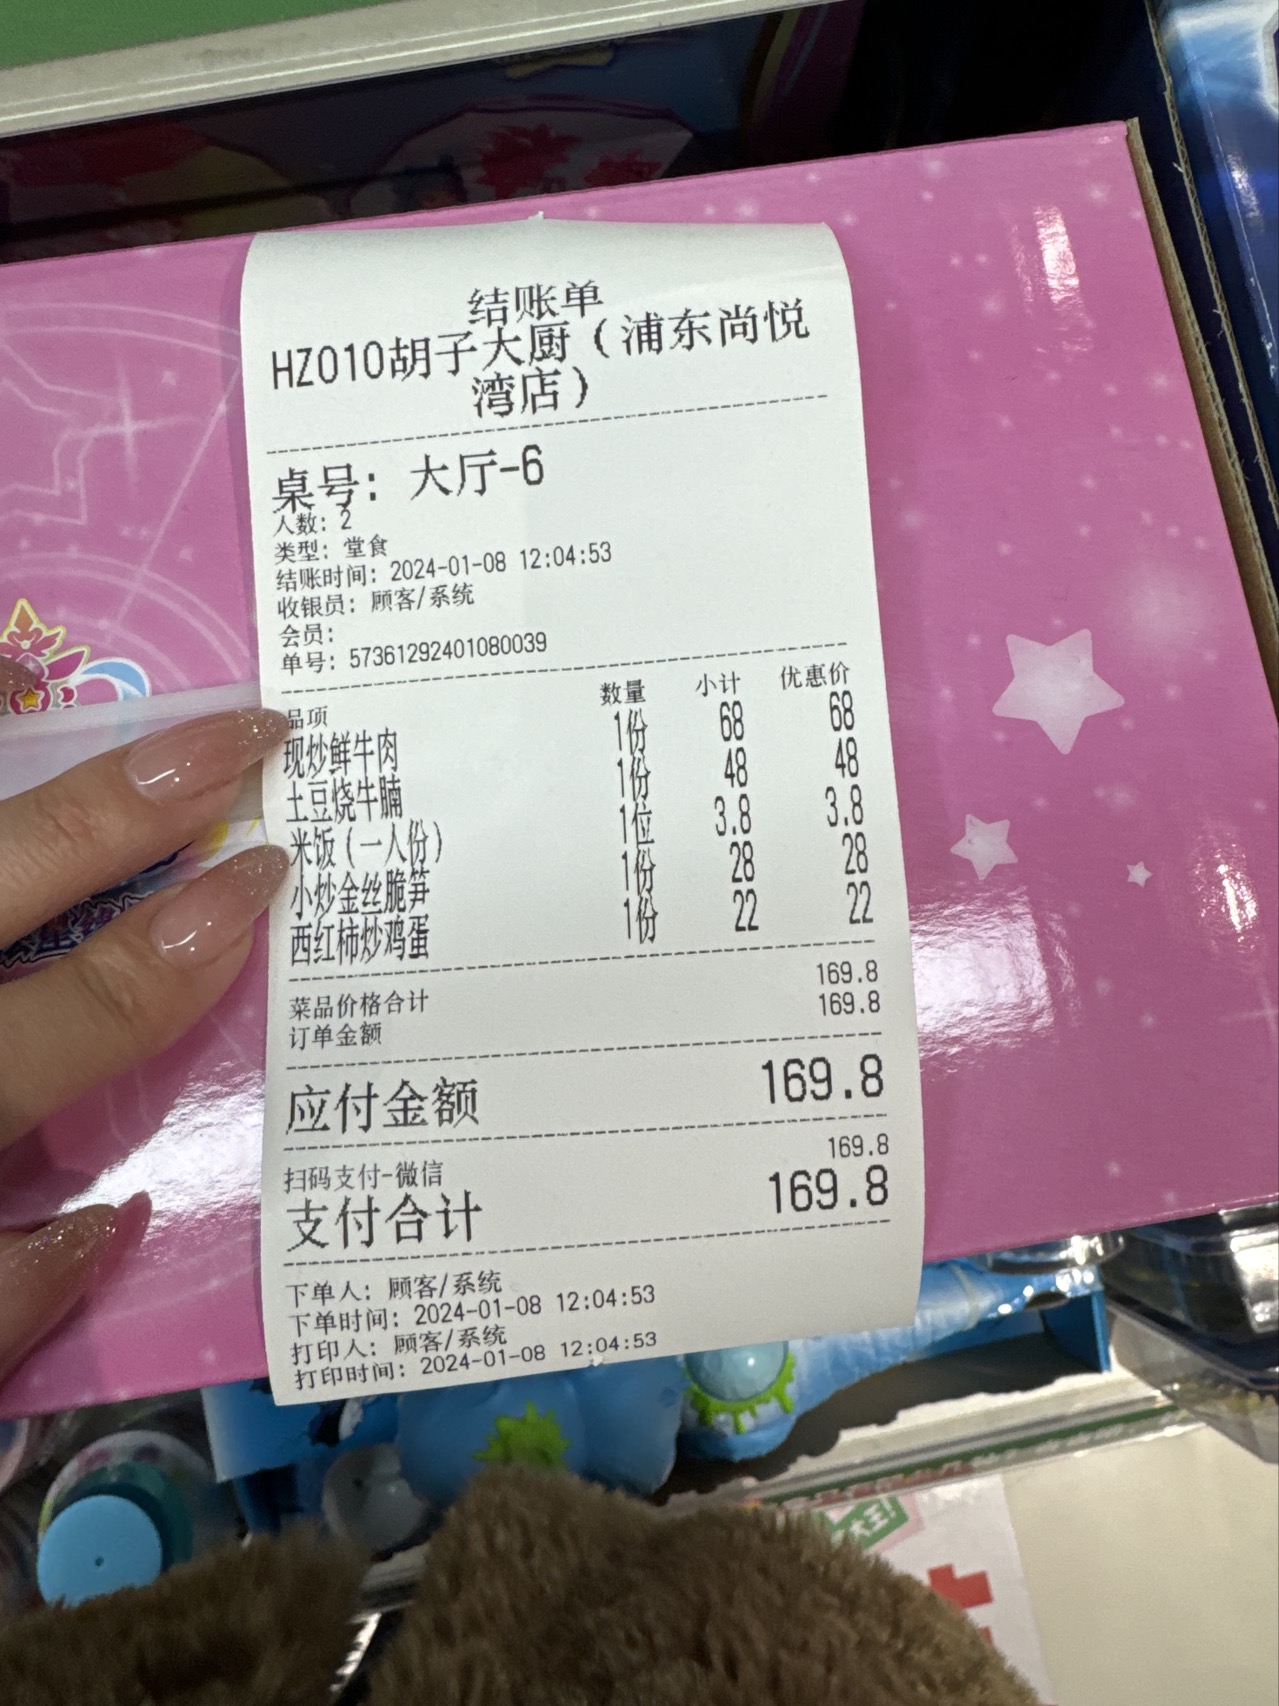 结账单
HZ010胡子大厨（浦东尚悦
湾店）
桌号：大厅-6
人数：2
类型：堂食
结账时间：2024-01-08 12:04:53
收银员：顾客/系统
会员：
单号：57361292401080039
品项 数量 小计 优惠价
现炒鲜牛肉 1份 68 68
土豆烧牛腩 1份 48 48
米饭（一人份） 1位 3.8 3.8
小炒金丝脆笋 1份 28 28
西红柿炒鸡蛋 1份 22 22
菜品价格合计 169.8
订单金额 169.8
应付金额 169.8
扫码支付-微信 169.8
支付合计 169.8
下单人：顾客/系统
下单时间：2024-01-08 12:04:53
打印人：顾客/系统
打印时间：2024-01-08 12:04:53